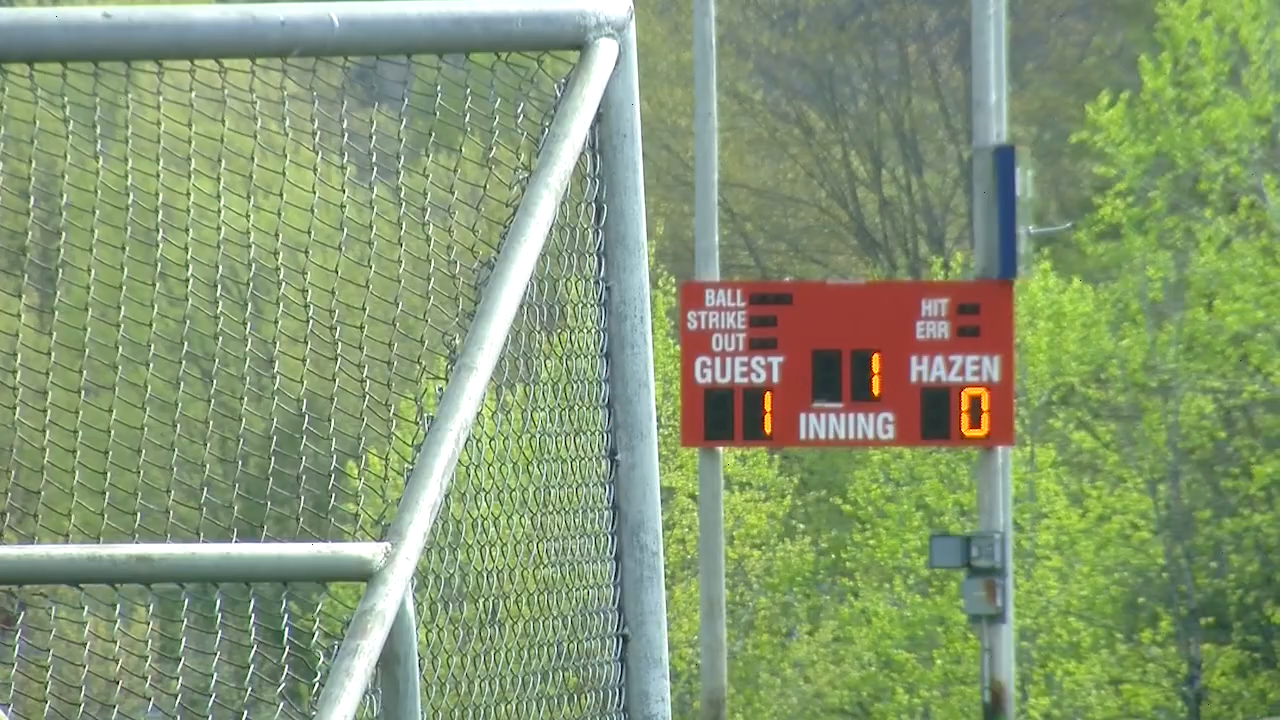 BALL
STRIKE
OUT
HIT
ERR
GUEST
1
HAZEN
1
INNING
0